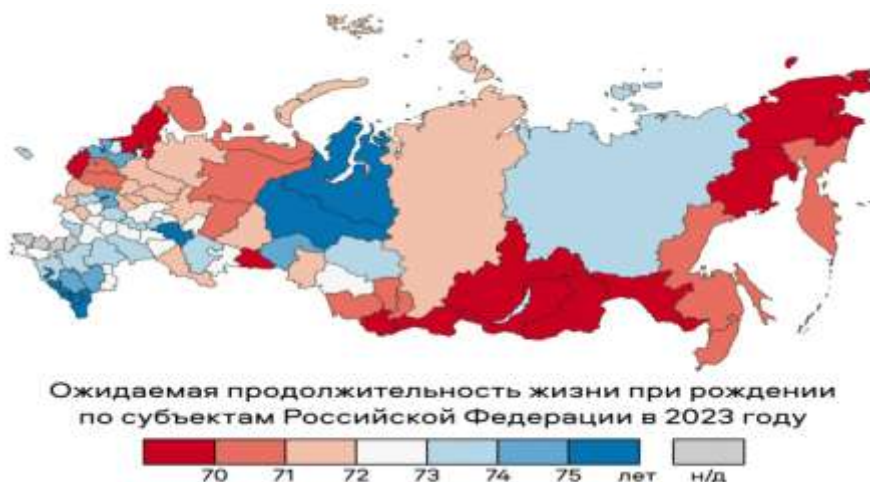 Ожидаемая продолжительность жизни при рождении
по субъектам Российской Федерации в 2023 году
70 71 72 73 74 75 лет н/д